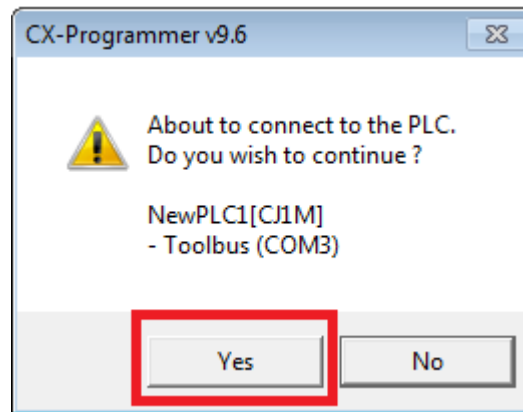 CX-Programmer v9.6
About to connect to the PLC.
Do you wish to continue ?
NewPLC1[CJ1M]
- Toolbus (COM3)
Yes
No